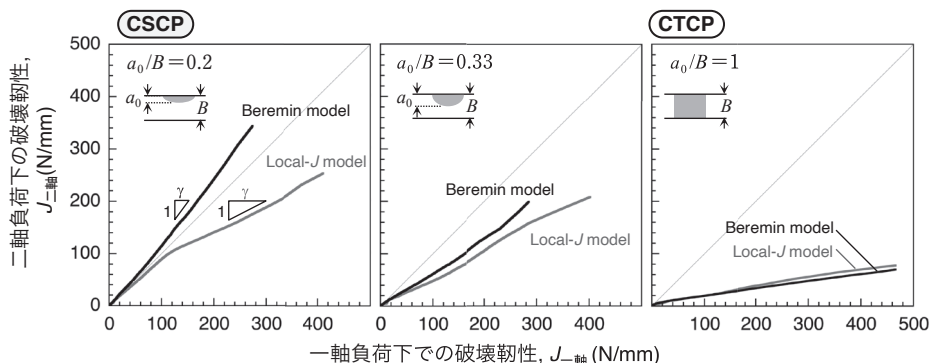 CSCP
CTCP
二軸負荷下の破壊靭性,
J二軸(N/mm)
500
400
300
200
100
0
a₀/B=0.2
a₀
B
Beremin model
Local-J model
γ
1
γ
1
0 100 200 300 400
a₀/B=0.33
a₀
B
Beremin model
Local-J model
0 100 200 300 400
a₀/B=1
B
Beremin model
Local-J model
0 100 200 300 400 500
一軸負荷下での破壊靭性, J一軸 (N/mm)